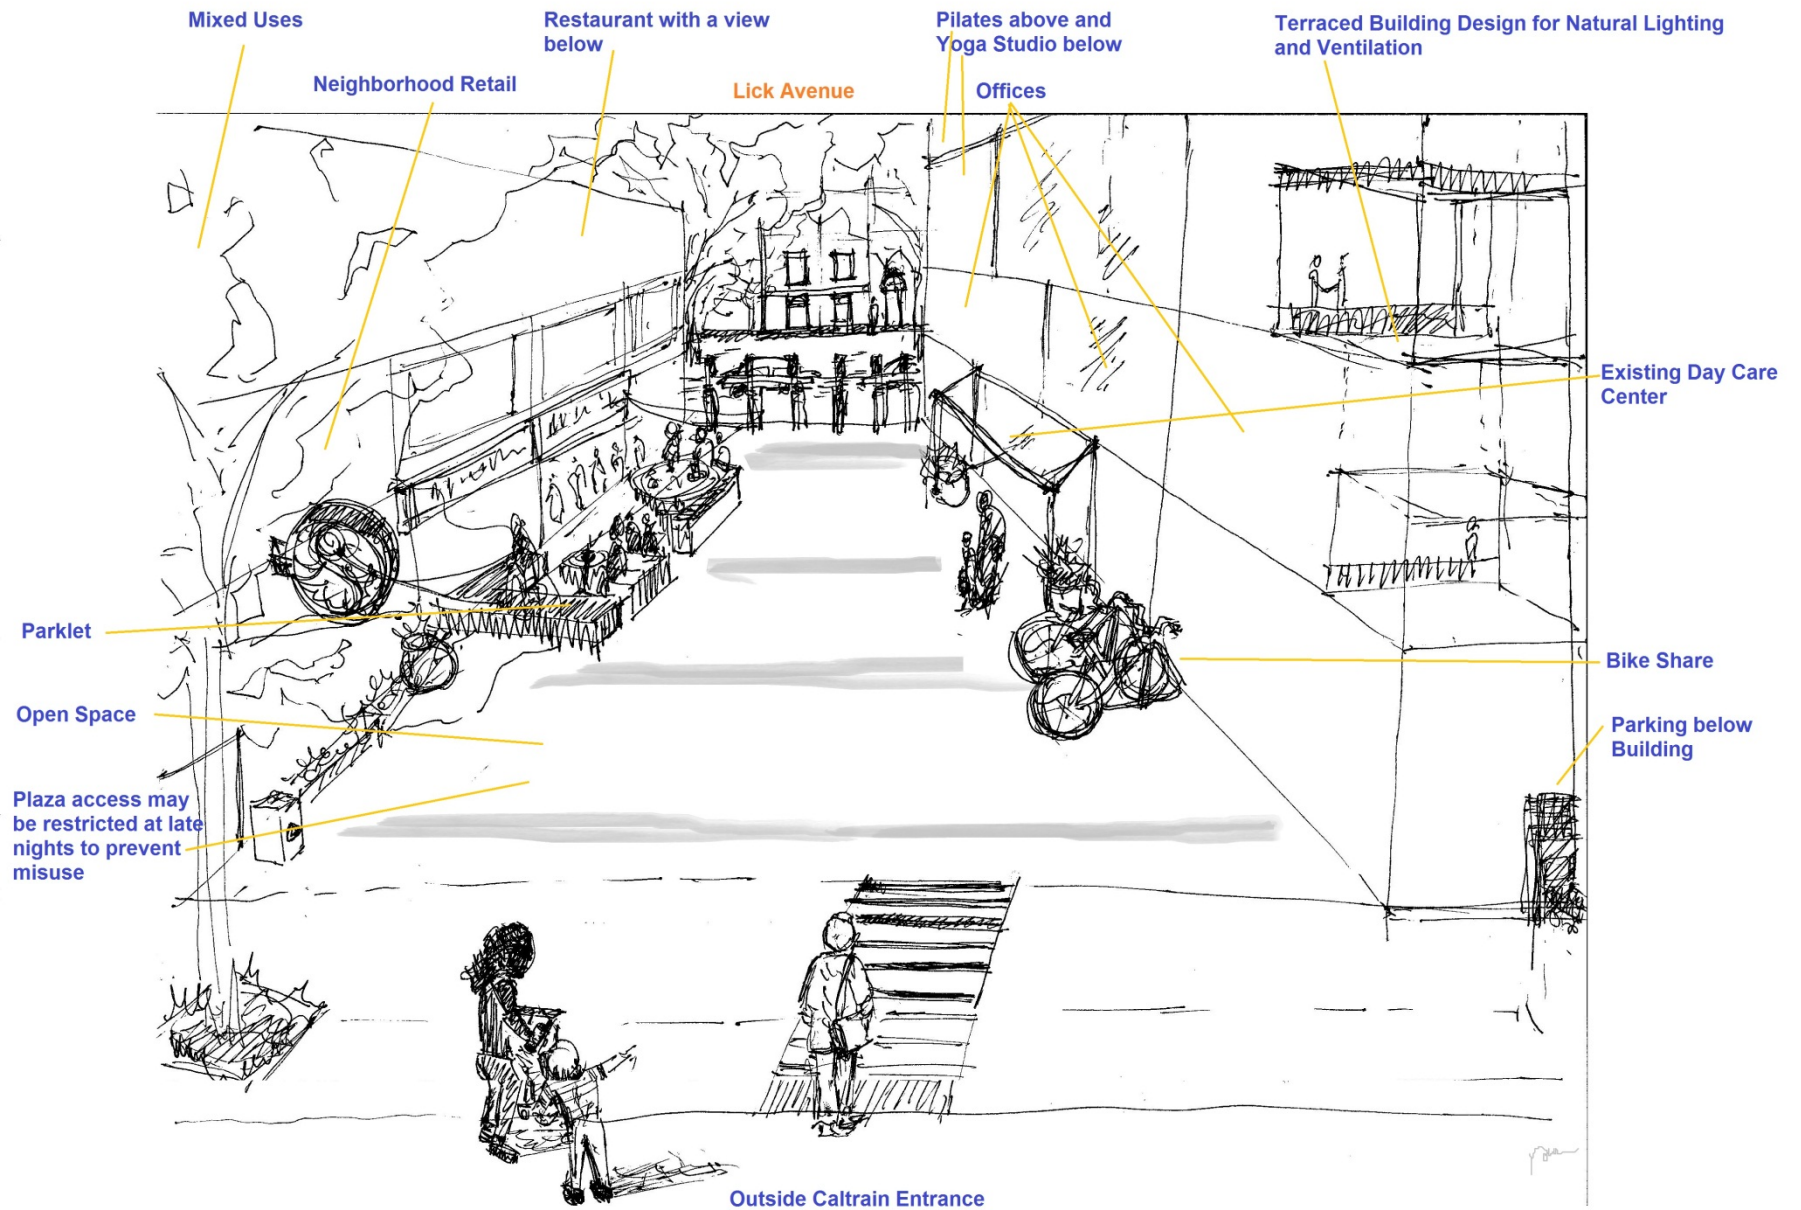 Mixed Uses
Restaurant with a view
below
Pilates above and
Yoga Studio below
Terraced Building Design for Natural Lighting
and Ventilation
Neighborhood Retail
Lick Avenue
Offices
Existing Day Care
Center
Parklet
Bike Share
Open Space
Parking below
Building
Plaza access may
be restricted at late
nights to prevent
misuse
Outside Caltrain Entrance